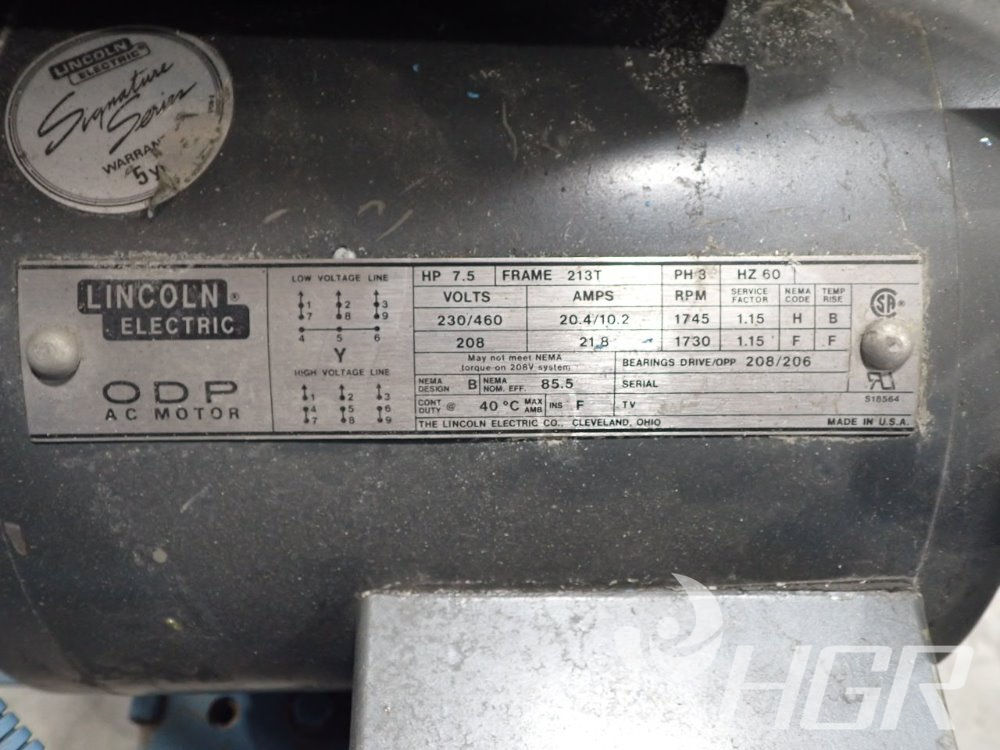 LINCOLN
ELECTRIC
Signature
Series
WARRAN
5 Y
LINCOLN®
ELECTRIC
ODP
AC MOTOR
LOW VOLTAGE LINE
1 2 3
7 8 9
4 5 6
Y
HIGH VOLTAGE LINE
1 2 3
4 5 6
7 8 9
HP 7.5 FRAME 213T PH 3 HZ 60
VOLTS AMPS RPM SERVICE FACTOR NEMA CODE TEMP RISE
230/460 20.4/10.2 1745 1.15 H B
208 21.8 1730 1.15 F F
May not meet NEMA
torque on 208V system
BEARINGS DRIVE/OPP 208/206
NEMA DESIGN B NEMA NOM. EFF. 85.5 SERIAL
CONT DUTY @ 40 °C MAX AMB INS F TV
THE LINCOLN ELECTRIC CO., CLEVELAND, OHIO MADE IN U.S.A.
SA®
S18564
HGR